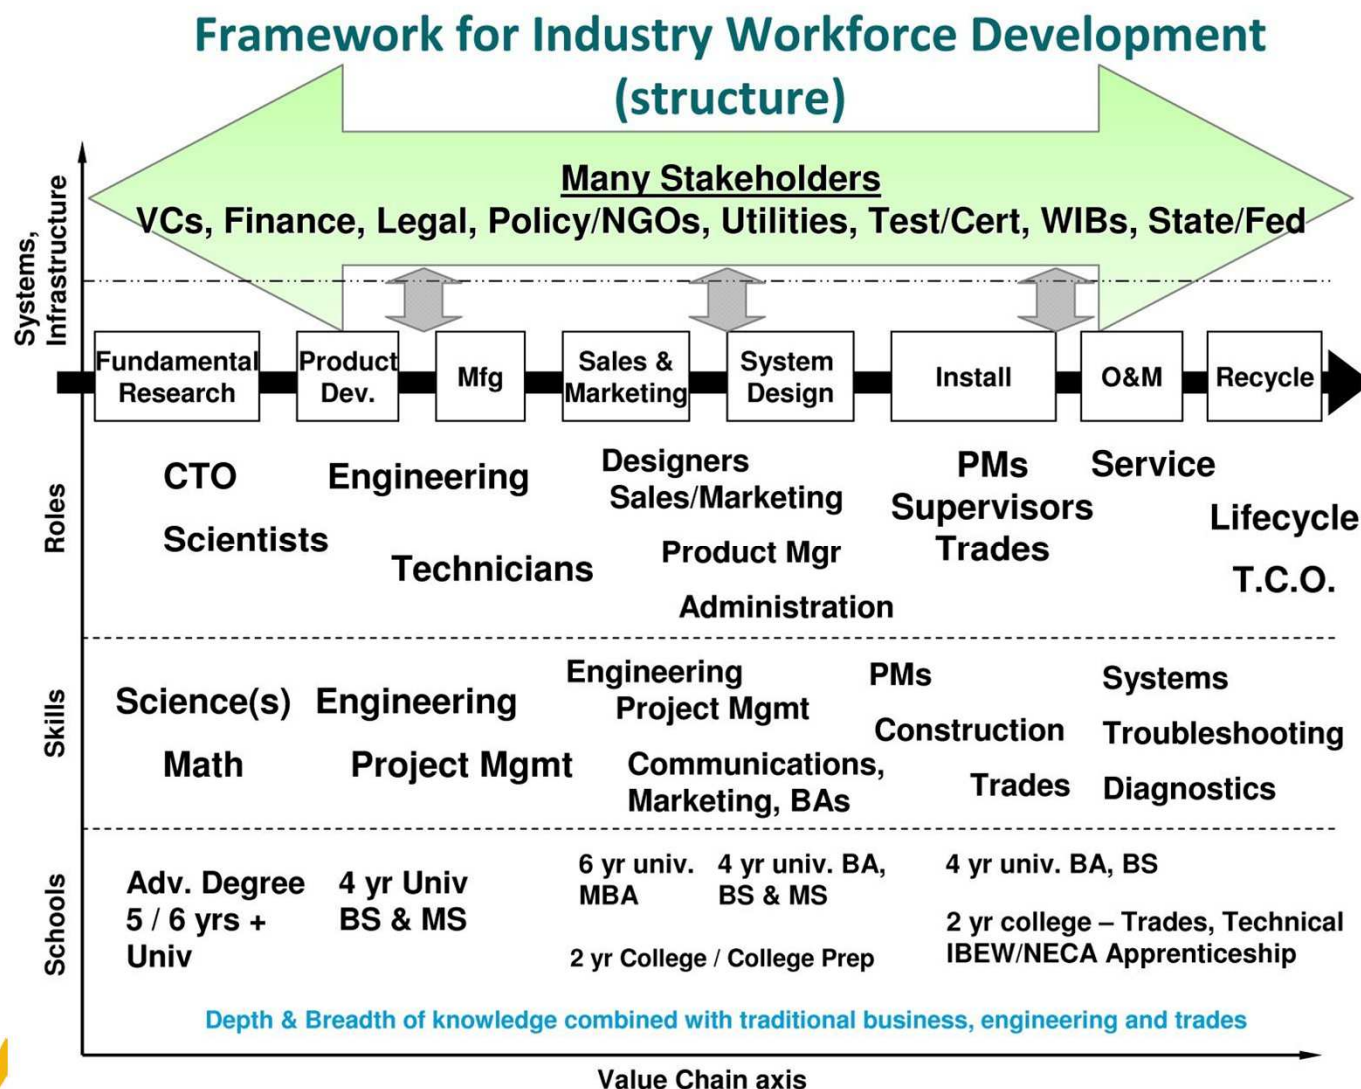 Framework for Industry Workforce Development
(structure)
Many Stakeholders
VCs, Finance, Legal, Policy/NGOs, Utilities, Test/Cert, WIBs, State/Fed
Systems,
Infrastructure
Fundamental
Research
Product
Dev.
Mfg
Sales &
Marketing
System
Design
Install
O&M
Recycle
Roles
CTO
Scientists
Engineering
Technicians
Designers
Sales/Marketing
Product Mgr
Administration
PMs
Supervisors
Trades
Service
Lifecycle
T.C.O.
Skills
Science(s)
Math
Engineering
Project Mgmt
Engineering
Project Mgmt
Communications,
Marketing, BAs
PMs
Construction
Trades
Systems
Troubleshooting
Diagnostics
Schools
Adv. Degree
5 / 6 yrs +
Univ
4 yr Univ
BS & MS
6 yr univ.
MBA
4 yr univ. BA,
BS & MS
2 yr College / College Prep
4 yr univ. BA, BS
2 yr college – Trades, Technical
IBEW/NECA Apprenticeship
Depth & Breadth of knowledge combined with traditional business, engineering and trades
Value Chain axis